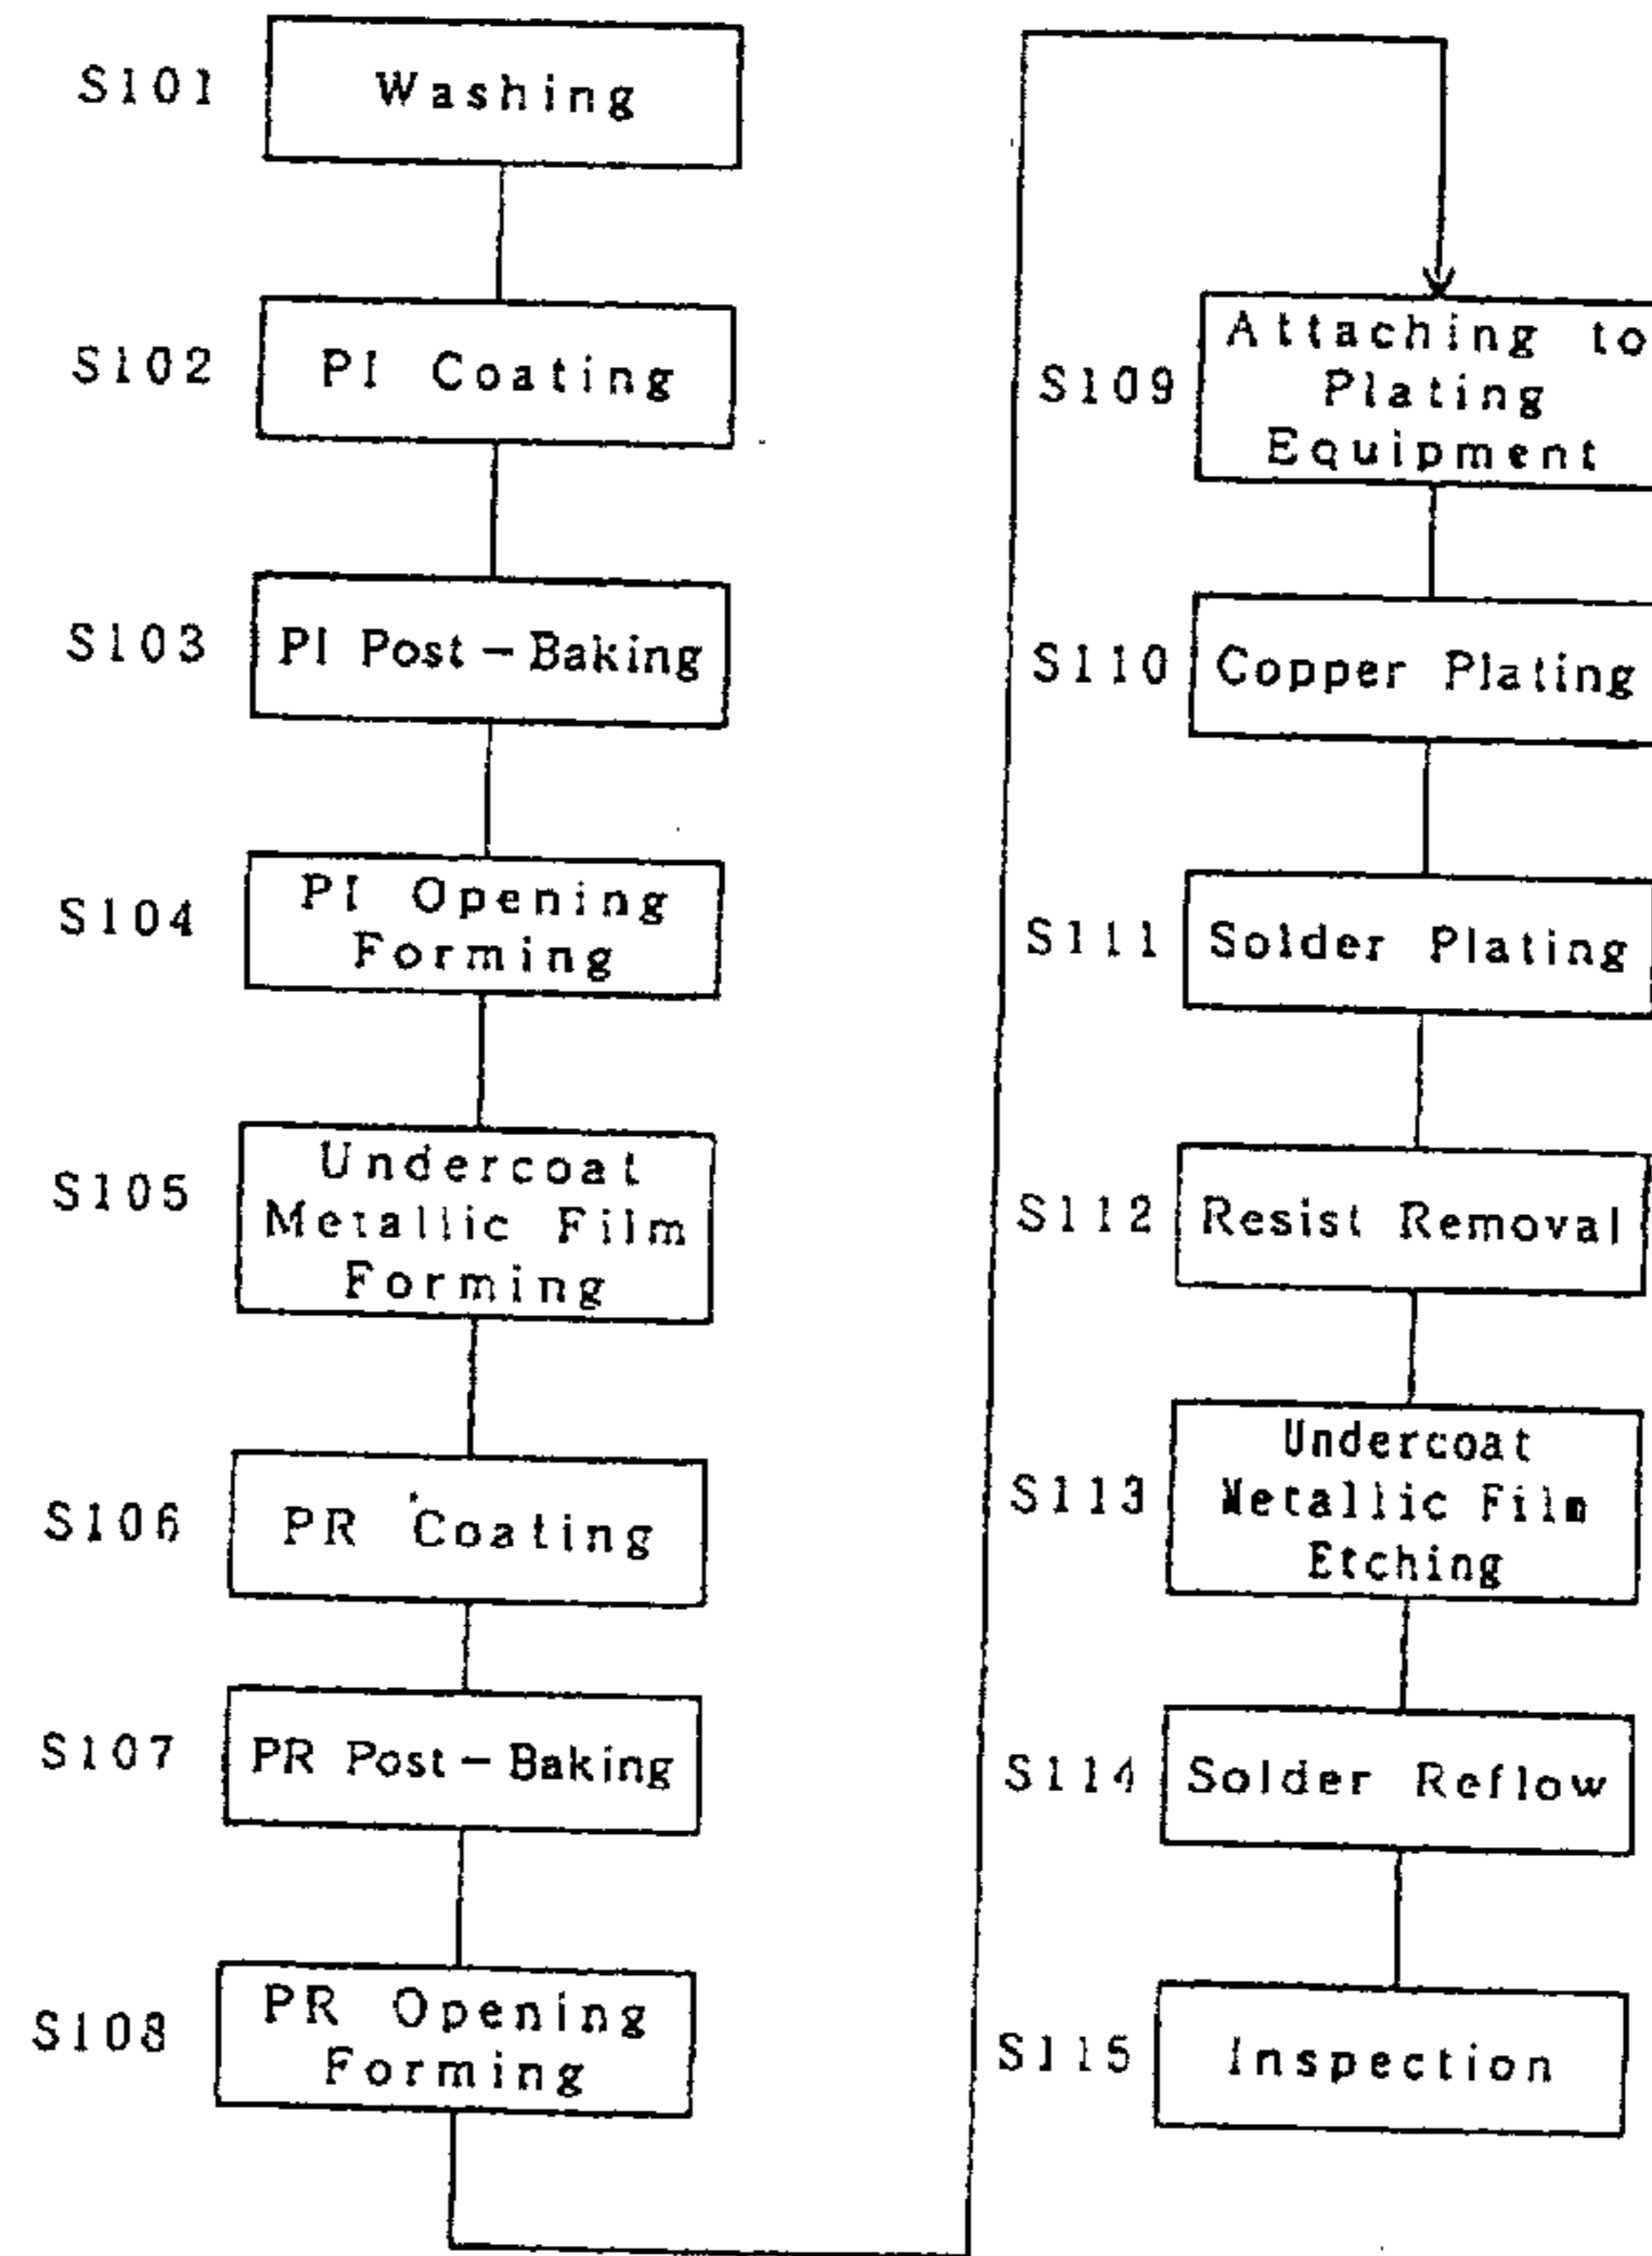 S101
Washing
S102
PI Coating
S103
PI Post-Baking
S104
PI Opening
Forming
S105
Undercoat
Metallic Film
Forming
S106
PR Coating
S107
PR Post-Baking
S108
PR Opening
Forming
S109
Attaching to
Plating
Equipment
S110
Copper Plating
S111
Solder Plating
S112
Resist Removal
S113
Undercoat
Metallic Film
Etching
S114
Solder Reflow
S115
Inspection